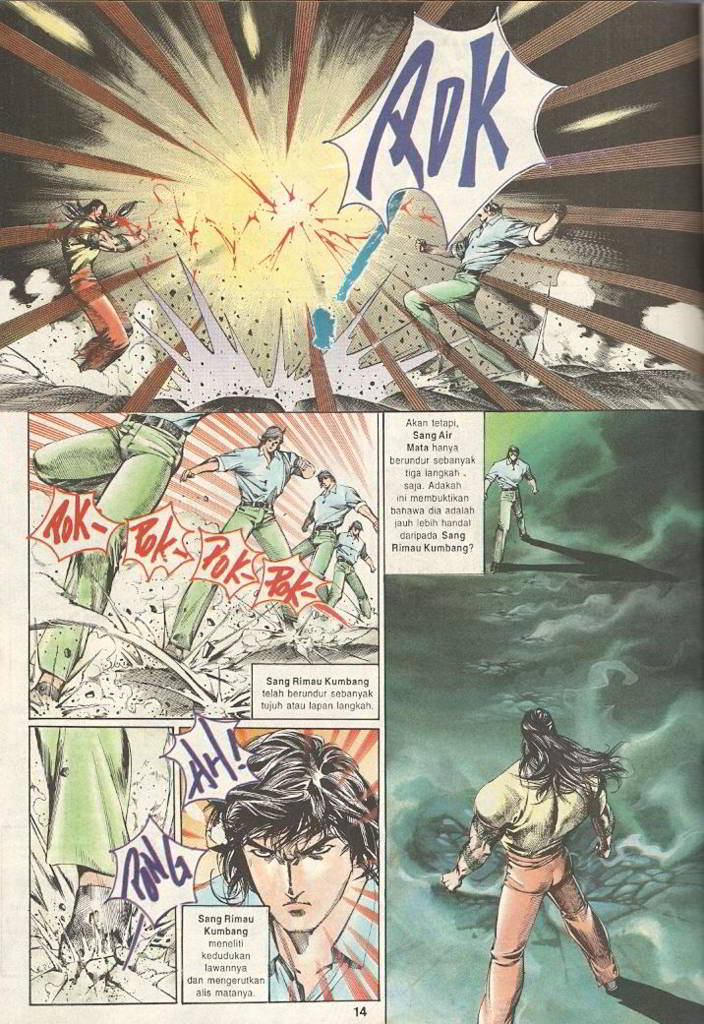 AOK
POK
POK
POK
POK
Sang Rimau Kumbang
telah berundur sebanyak
tujuh atau lapan langkah.
Akan tetapi,
Sang Air
Mata hanya
berundur sebanyak
tiga langkah
saja. Adakah
ini membuktikan
bahawa dia adalah
jauh lebih handal
daripada Sang
Rimau Kumbang?
AH!
PONG
Sang Rimau
Kumbang
meneliti
kedudukan
lawannya
dan mengerutkan
alis matanya.
14